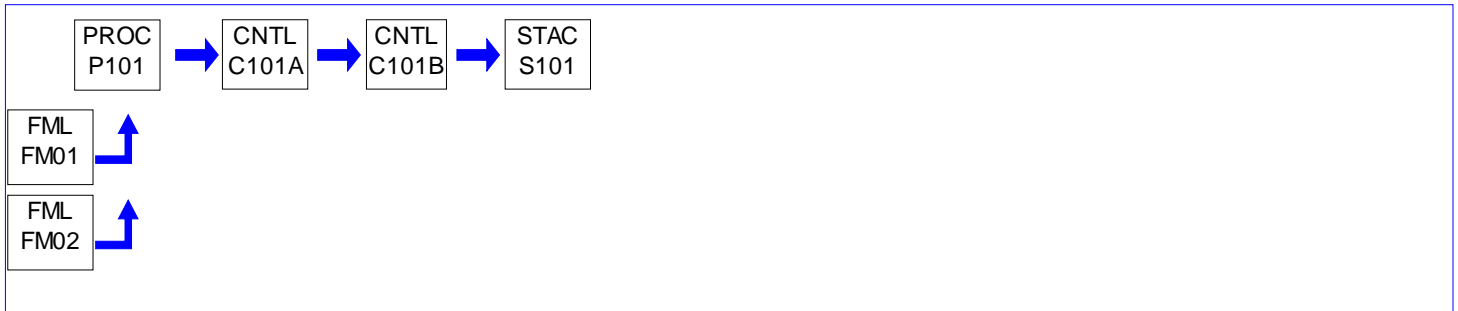 PROC
P101
CNTL
C101A
CNTL
C101B
STAC
S101
FML
FM01
FML
FM02